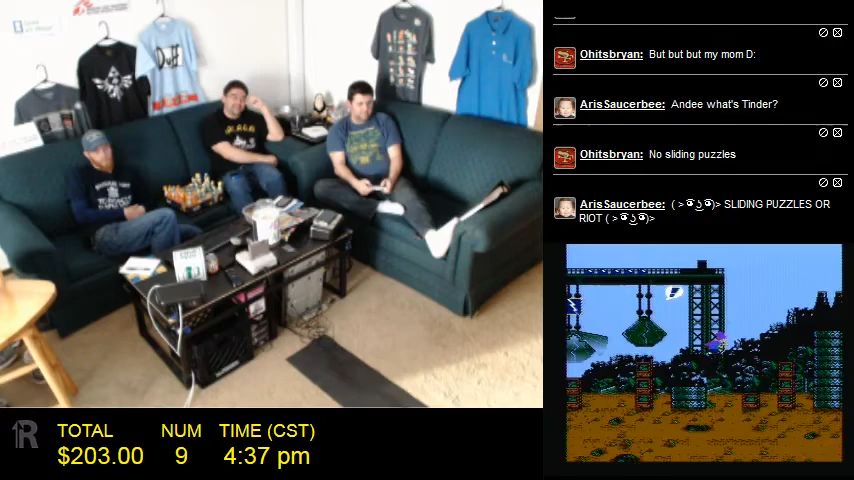 Duff
Ohitsbryan: But but but my mom D:
ArisSaucerbee: Andee what's Tinder?
Ohitsbryan: No sliding puzzles
ArisSaucerbee: ( > ͡° ͜ʖ ͡°)> SLIDING PUZZLES OR
RIOT ( > ͡° ͜ʖ ͡°)>
R
TOTAL NUM TIME (CST)
$203.00 9 4:37 pm